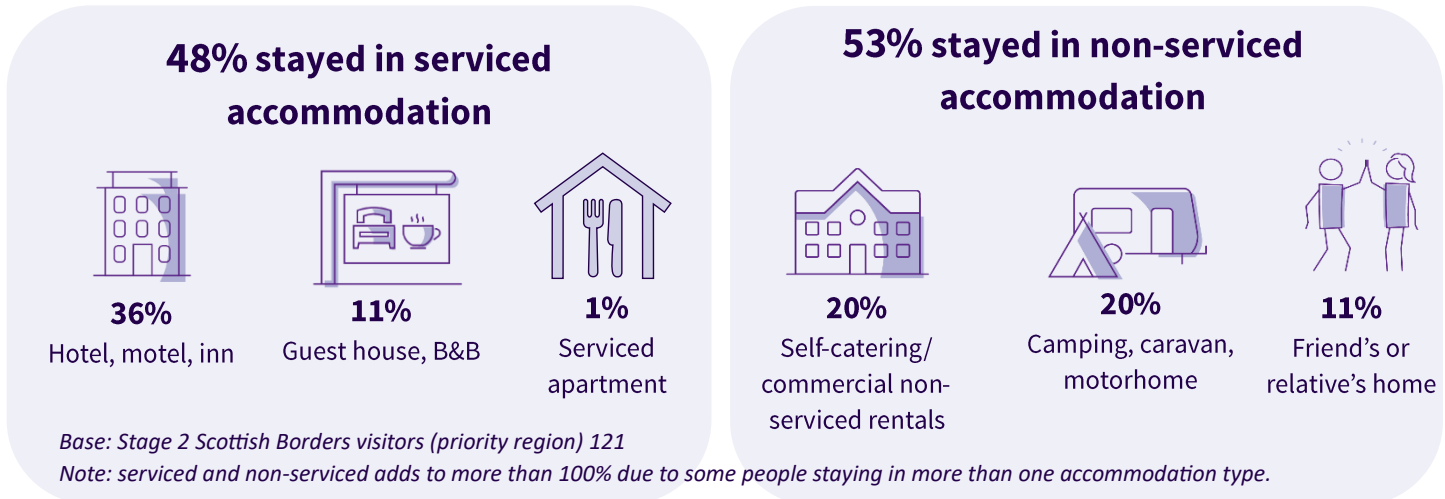 48% stayed in serviced
accommodation
36%
Hotel, motel, inn
11%
Guest house, B&B
1%
Serviced
apartment
53% stayed in non-serviced
accommodation
20%
Self-catering/
commercial non-
serviced rentals
20%
Camping, caravan,
motorhome
11%
Friend’s or
relative’s home
Base: Stage 2 Scottish Borders visitors (priority region) 121
Note: serviced and non-serviced adds to more than 100% due to some people staying in more than one accommodation type.